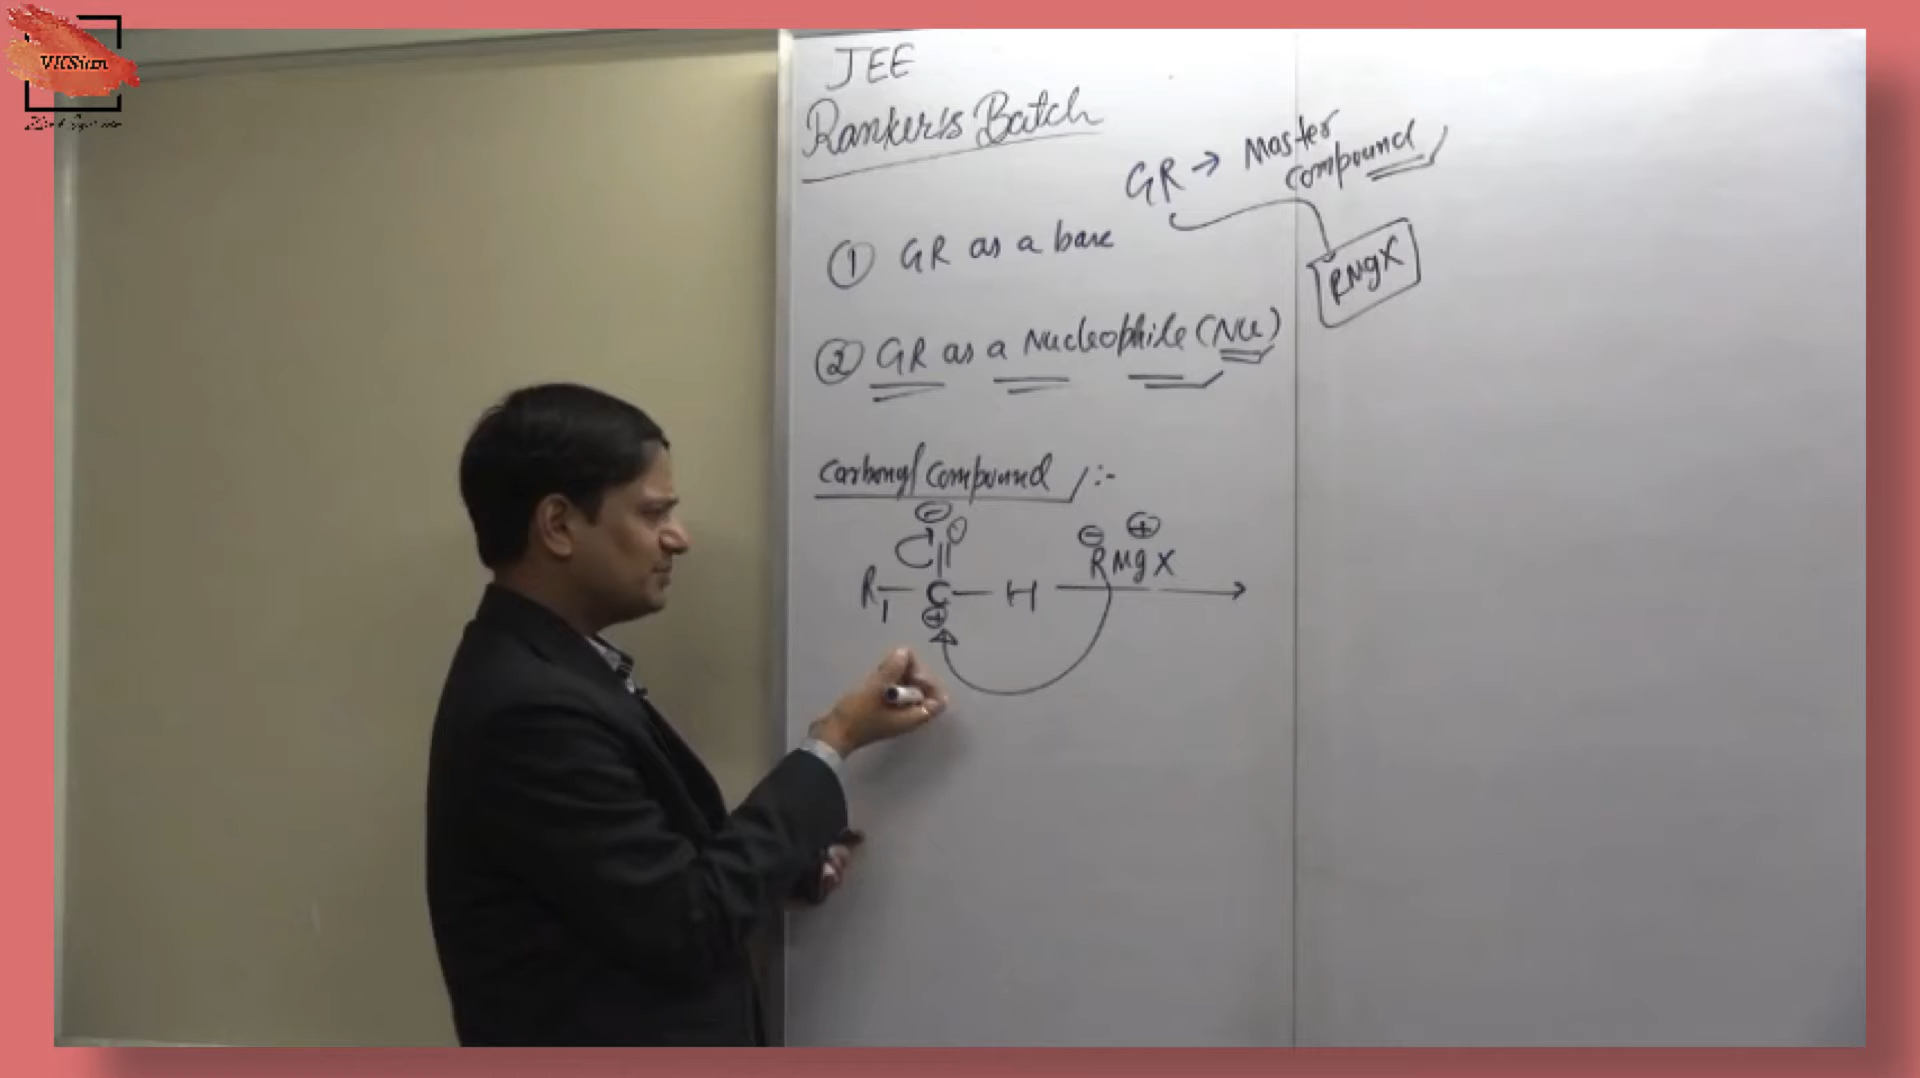 VKSir
JEE
Ranker's Batch
GR → Master
Compound
RMgX
① GR as a base
② GR as a Nucleophile (Nu)
Carbonyl Compound :-
⊖
O
⊖ ⊕
R – C – H RMgX →
⊕